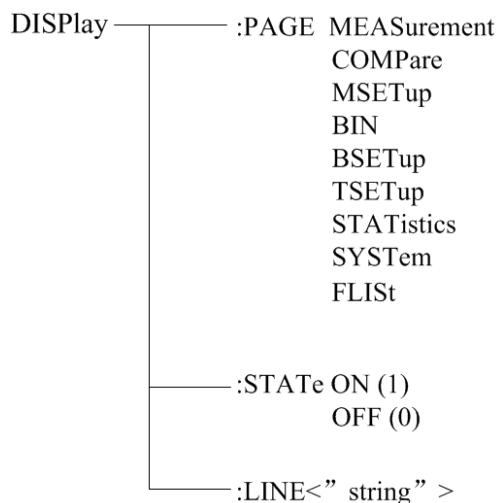 DISPlay :PAGE MEASurement
COMPare
MSETup
BIN
BSETup
TSETup
STATistics
SYSTem
FLISt
:STATe ON (1)
OFF (0)
:LINE<” string” >